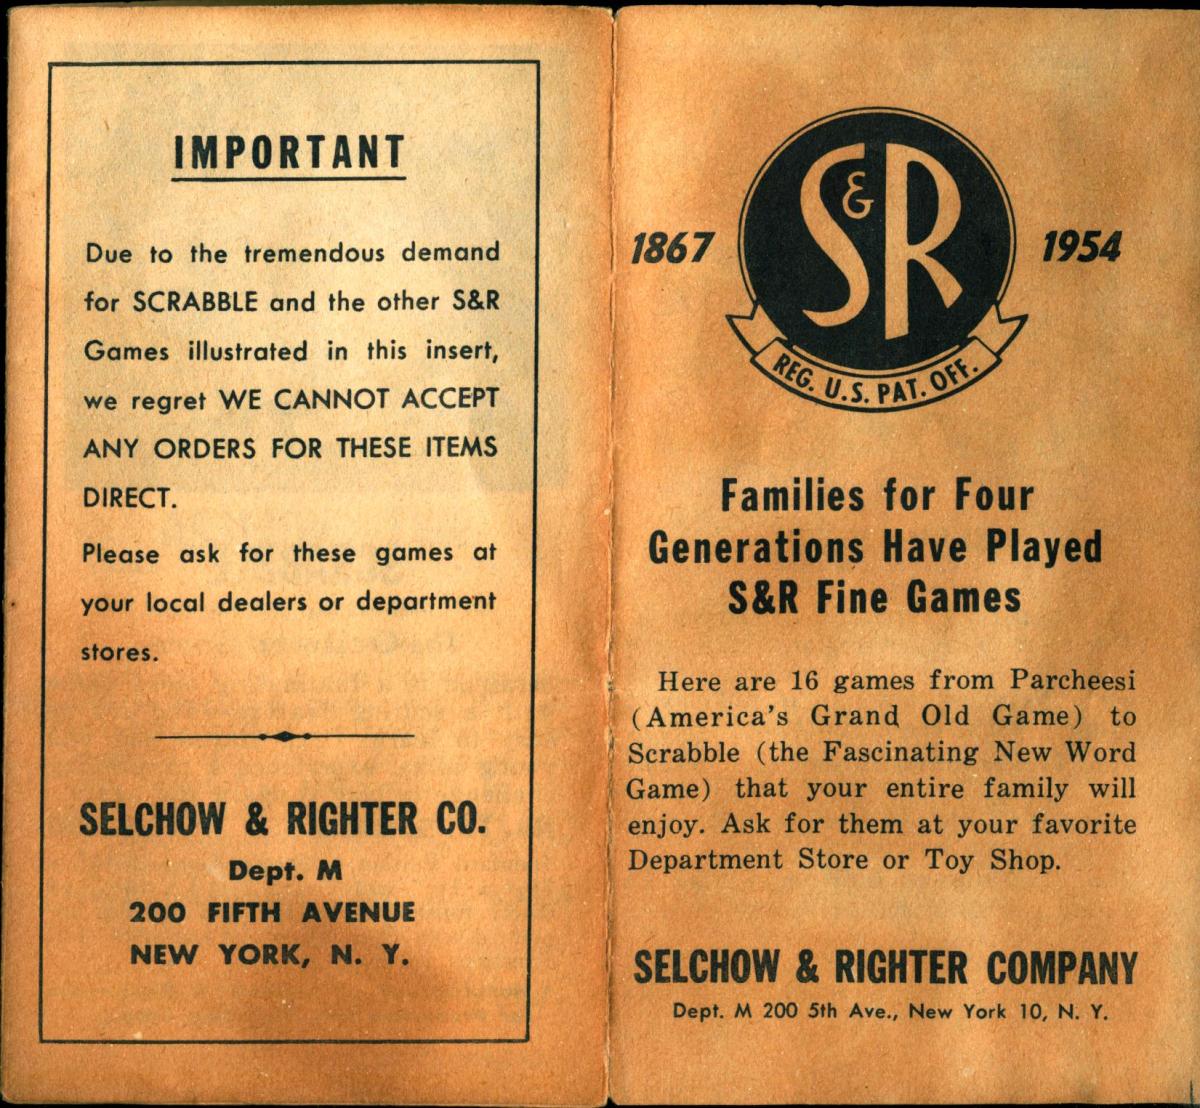 IMPORTANT
Due to the tremendous demand
for SCRABBLE and the other S&R
Games illustrated in this insert,
we regret WE CANNOT ACCEPT
ANY ORDERS FOR THESE ITEMS
DIRECT.
Please ask for these games at
your local dealers or department
stores.
SELCHOW & RIGHTER CO.
Dept. M
200 FIFTH AVENUE
NEW YORK, N. Y.
1867
S&R
1954
REG. U.S. PAT. OFF.
Families for Four
Generations Have Played
S&R Fine Games
Here are 16 games from Parcheesi
(America's Grand Old Game) to
Scrabble (the Fascinating New Word
Game) that your entire family will
enjoy. Ask for them at your favorite
Department Store or Toy Shop.
SELCHOW & RIGHTER COMPANY
Dept. M 200 5th Ave., New York 10, N. Y.